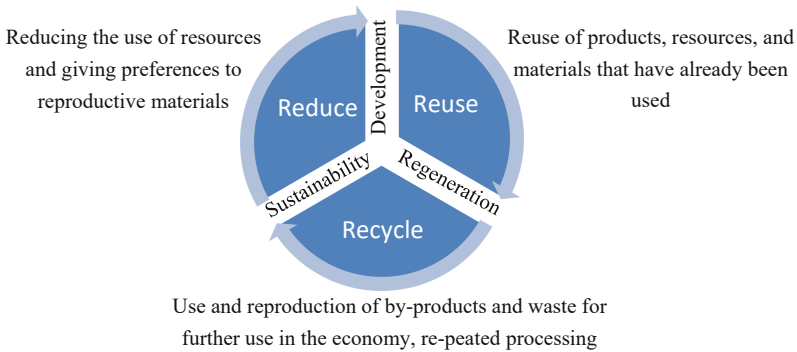 Reducing the use of resources
and giving preferences to
reproductive materials
Reduce
Development
Reuse
Reuse of products, resources, and
materials that have already been
used
Sustainability
Regeneration
Recycle
Use and reproduction of by-products and waste for
further use in the economy, re-peated processing